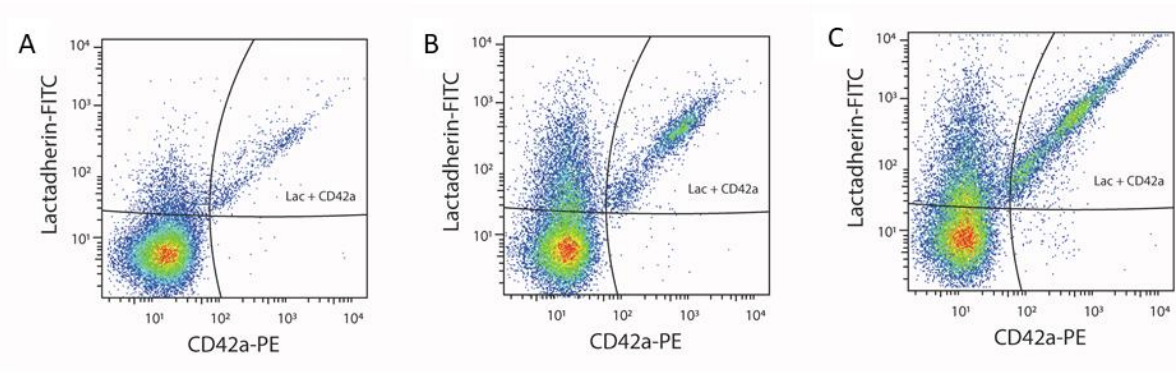 A
Lactadherin-FITC
10⁴
10³
10²
10¹
Lac + CD42a
10¹ 10² 10³ 10⁴
CD42a-PE
B
Lactadherin-FITC
10⁴
10³
10²
10¹
Lac + CD42a
10¹ 10² 10³ 10⁴
CD42a-PE
C
Lactadherin-FITC
10⁴
10³
10²
10¹
Lac + CD42a
10¹ 10² 10³ 10⁴
CD42a-PE